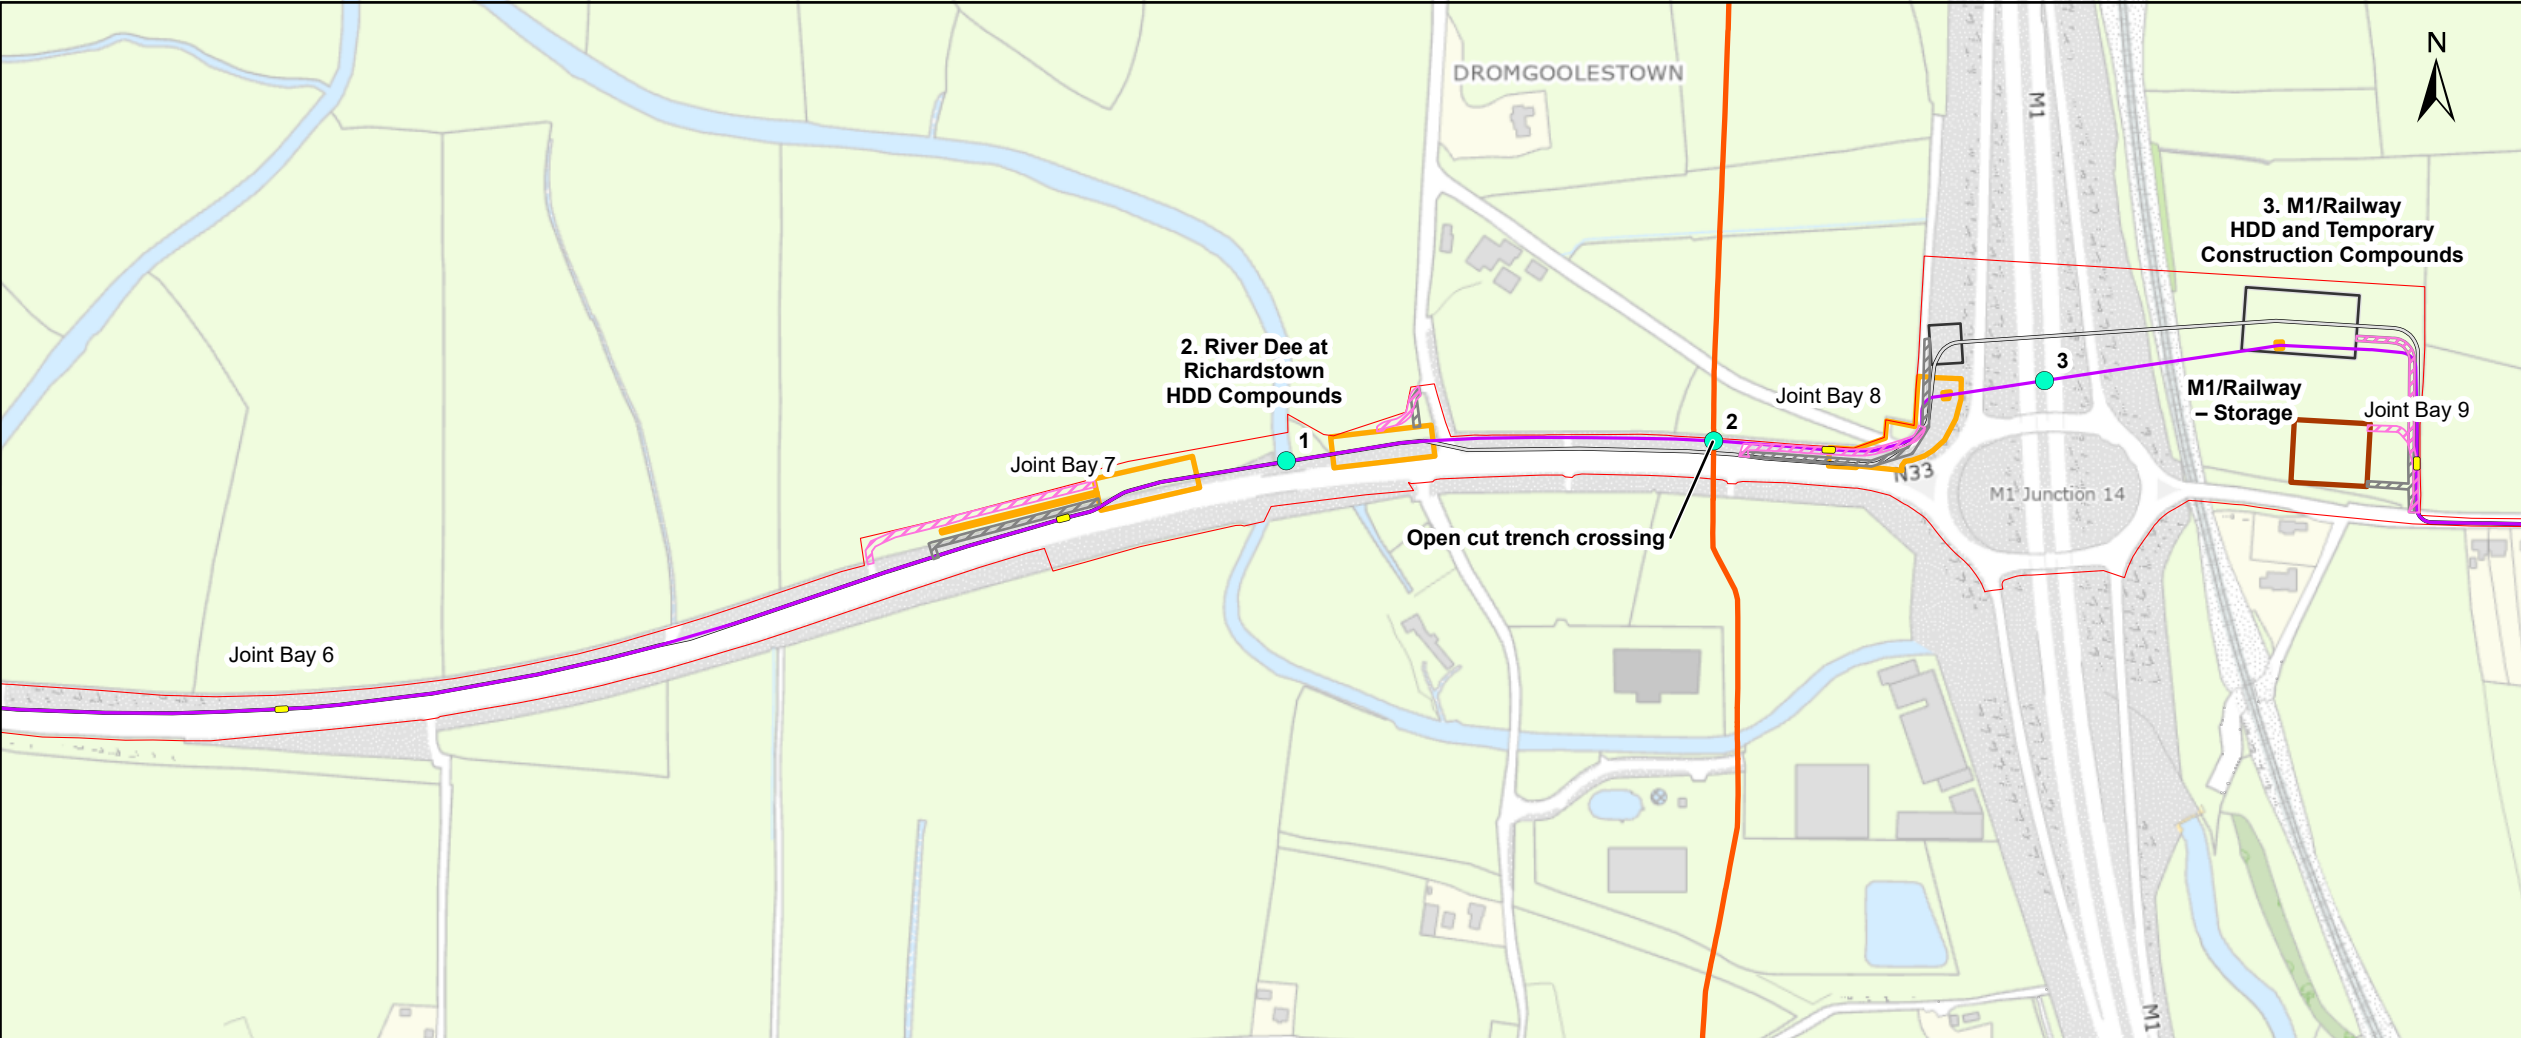 N
DROMGOOLESTOWN
M1
3. M1/Railway
HDD and Temporary
Construction Compounds
2. River Dee at
Richardstown
HDD Compounds
3
M1/Railway
– Storage
Joint Bay 8
Joint Bay 9
2
1
Joint Bay 7
N33
M1 Junction 14
Open cut trench crossing
Joint Bay 6
M1